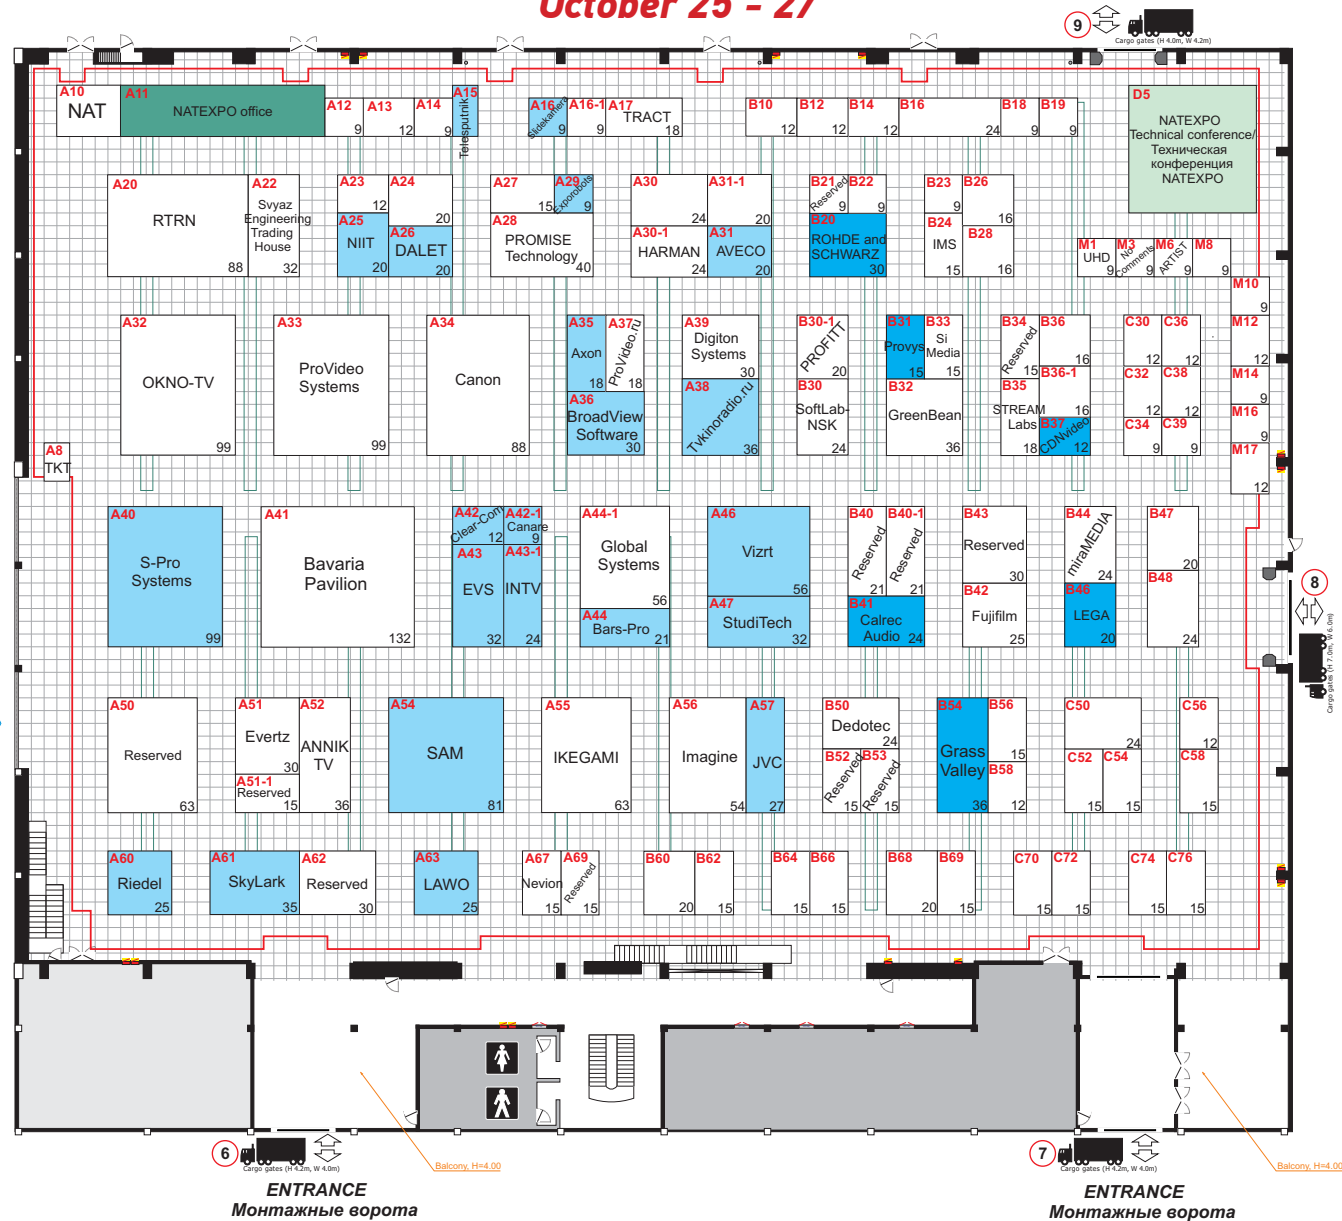 October 25 - 27
9
Cargo gates (H 4.0m, W 4.2m)
A10
NAT
A11
NATEXPO office
A12
9
A13
12
A14
9
A15
Telesputnik
A16
Slidekamera
9
A16-1
9
A17
TRACT
18
B10
12
B12
12
B14
12
B16
24
B18
9
B19
9
D5
NATEXPO
Technical conference/
Техническая
конференция
NATEXPO
A20
RTRN
88
A22
Svyaz
Engineering
Trading
House
32
A23
12
A24
20
A25
NIIT
20
A26
DALET
20
A27
15
A29
Exporobots
9
A28
PROMISE
Technology
40
A30
24
A31-1
20
A30-1
HARMAN
24
A31
AVECO
20
B21
Reserved
9
B22
9
B20
ROHDE and
SCHWARZ
30
B23
9
B26
16
B24
IMS
15
B28
16
M1
UHD
9
M3
No
Comments
9
M6
ARTIST
9
M8
9
M10
9
M12
12
M14
9
M16
9
M17
12
A32
OKNO-TV
99
A33
ProVideo
Systems
99
A34
Canon
88
A35
Axon
18
A37
ProVideo.ru
18
A36
BroadView
Software
30
A39
Digiton
Systems
30
A38
Tvkinoradio.ru
36
B30-1
PROFITT
20
B30
SoftLab-
NSK
24
B31
Provys
15
B33
Si
Media
15
B32
GreenBean
36
B34
Reserved
15
B36
16
B36-1
16
B35
STREAM
Labs
18
B37
CDNvideo
12
C30
12
C36
12
C32
12
C38
12
C34
9
C39
9
A8
TKT
A40
S-Pro
Systems
99
A41
Bavaria
Pavilion
132
A42
Clear-Com
12
A42-1
Canare
9
A43
EVS
32
A43-1
INTV
24
A44-1
Global
Systems
56
A44
Bars-Pro
21
A46
Vizrt
56
A47
StudiTech
32
B40
Reserved
21
B40-1
Reserved
21
B41
Calrec
Audio
24
B43
Reserved
30
B42
Fujifilm
25
B44
miraMEDIA
24
B46
LEGA
20
B47
20
B48
24
8
Cargo gates (H 7.0m, W 6.0m)
A50
Reserved
63
A51
Evertz
30
A51-1
Reserved
15
A52
ANNIK
TV
36
A54
SAM
81
A55
IKEGAMI
63
A56
Imagine
54
A57
JVC
27
B50
Dedotec
24
B52
Reserved
15
B53
Reserved
15
B54
Grass
Valley
36
B56
15
B58
12
C50
24
C52
15
C54
15
C56
12
C58
15
A60
Riedel
25
A61
SkyLark
35
A62
Reserved
30
A63
LAWO
25
A67
Nevion
15
A69
Reserved
15
B60
20
B62
15
B64
15
B66
15
B68
20
B69
15
C70
15
C72
15
C74
15
C76
15
6
Cargo gates (H 4.2m, W 4.0m)
Balcony, H=4.00
ENTRANCE
Монтажные ворота
7
Cargo gates (H 4.2m, W 4.0m)
Balcony, H=4.00
ENTRANCE
Монтажные ворота